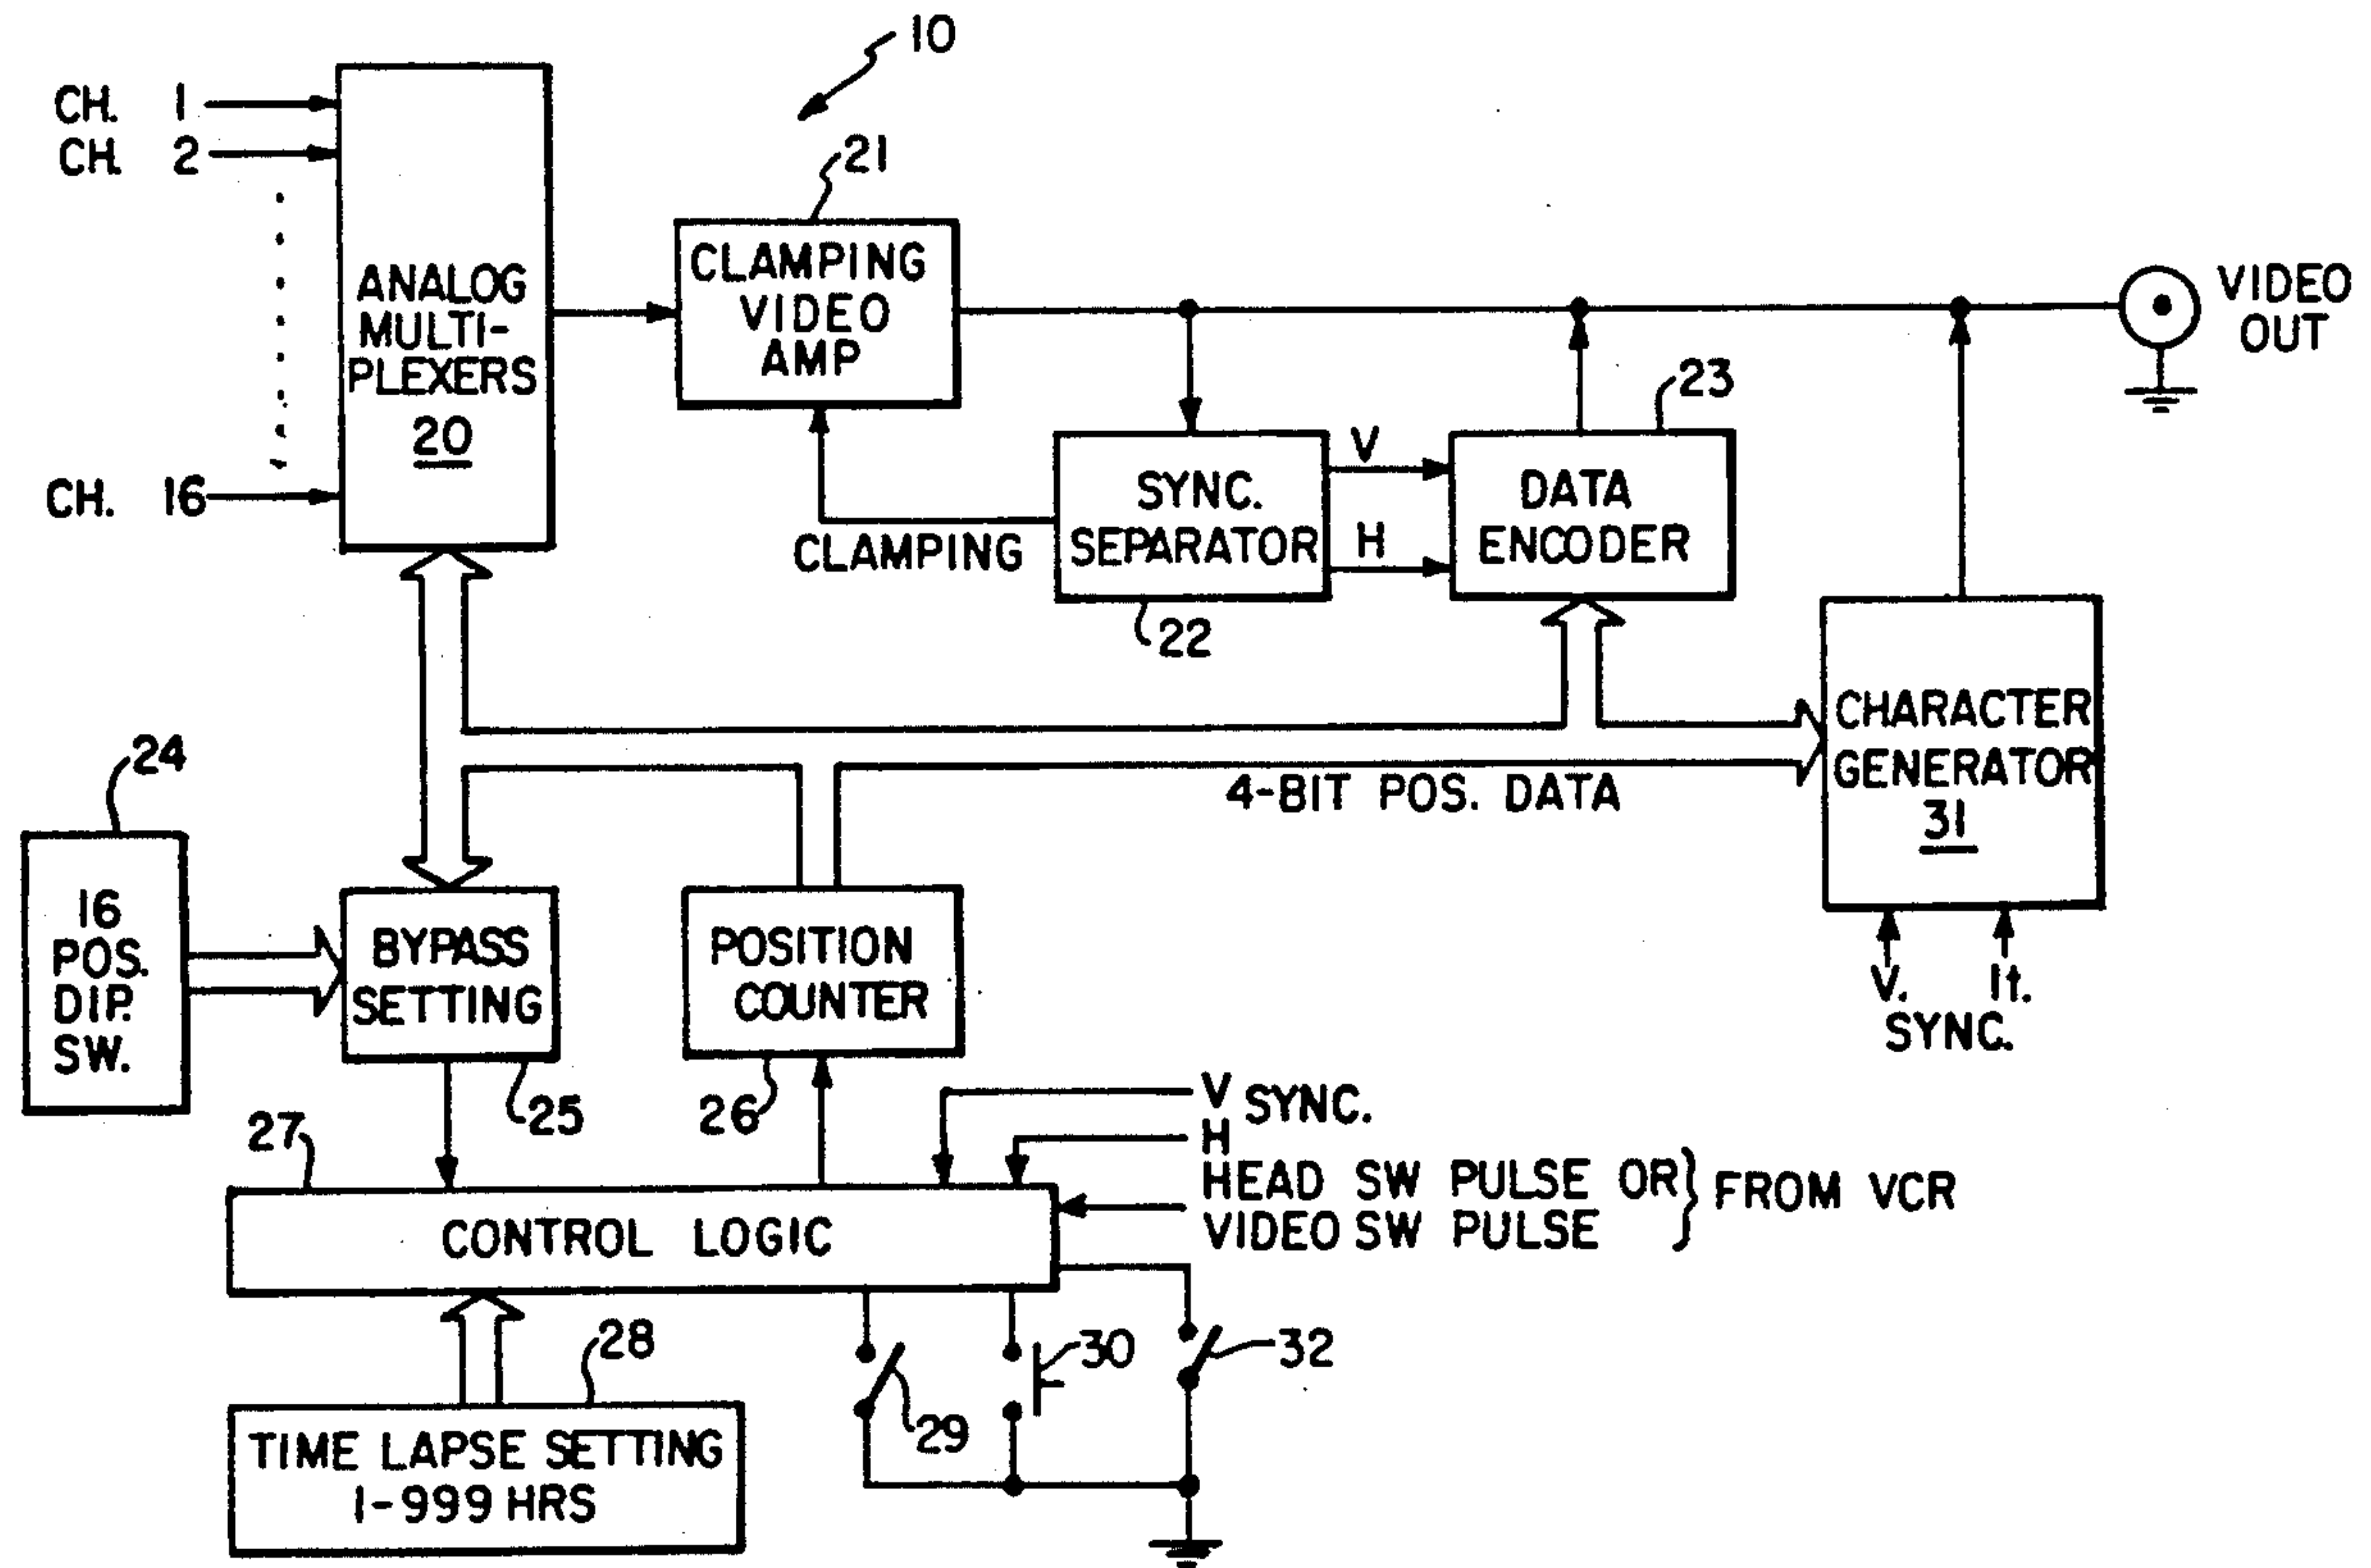 10
CH. 1
CH. 2
CH. 16
ANALOG
MULTI-
PLEXERS
20
21
CLAMPING
VIDEO
AMP
VIDEO
OUT
23
V
H
SYNC.
SEPARATOR
22
CLAMPING
DATA
ENCODER
CHARACTER
GENERATOR
31
4-BIT POS. DATA
V. It.
SYNC.
24
16
POS.
DIP.
SW.
BYPASS
SETTING
25
POSITION
COUNTER
26
27
V SYNC.
H
HEAD SW PULSE OR
VIDEO SW PULSE
} FROM VCR
CONTROL LOGIC
28
TIME LAPSE SETTING
1-999 HRS
29
30
32